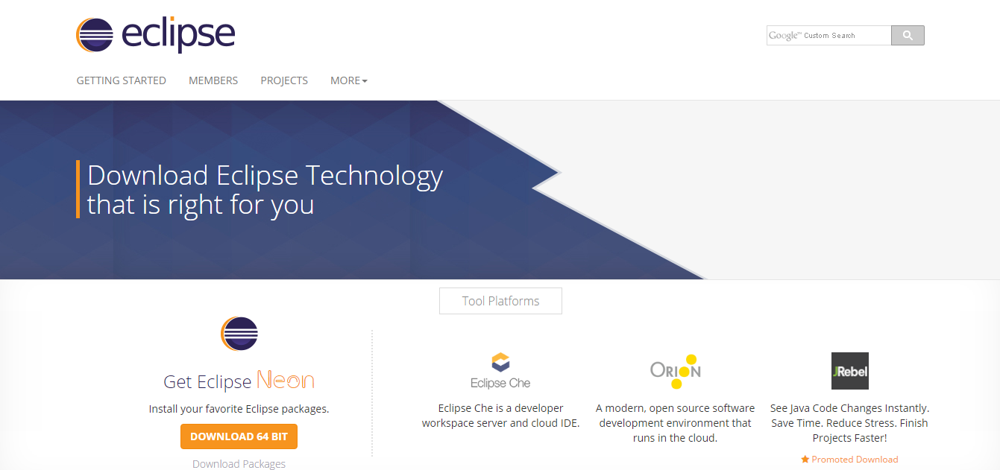 eclipse
Google™ Custom Search
GETTING STARTED
MEMBERS
PROJECTS
MORE
Download Eclipse Technology
that is right for you
Tool Platforms
Get Eclipse Neon
Install your favorite Eclipse packages.
DOWNLOAD 64 BIT
Download Packages
Eclipse Che
Eclipse Che is a developer
workspace server and cloud IDE.
ORION
A modern, open source software
development environment that
runs in the cloud.
JRebel
See Java Code Changes Instantly.
Save Time. Reduce Stress. Finish
Projects Faster!
Promoted Download